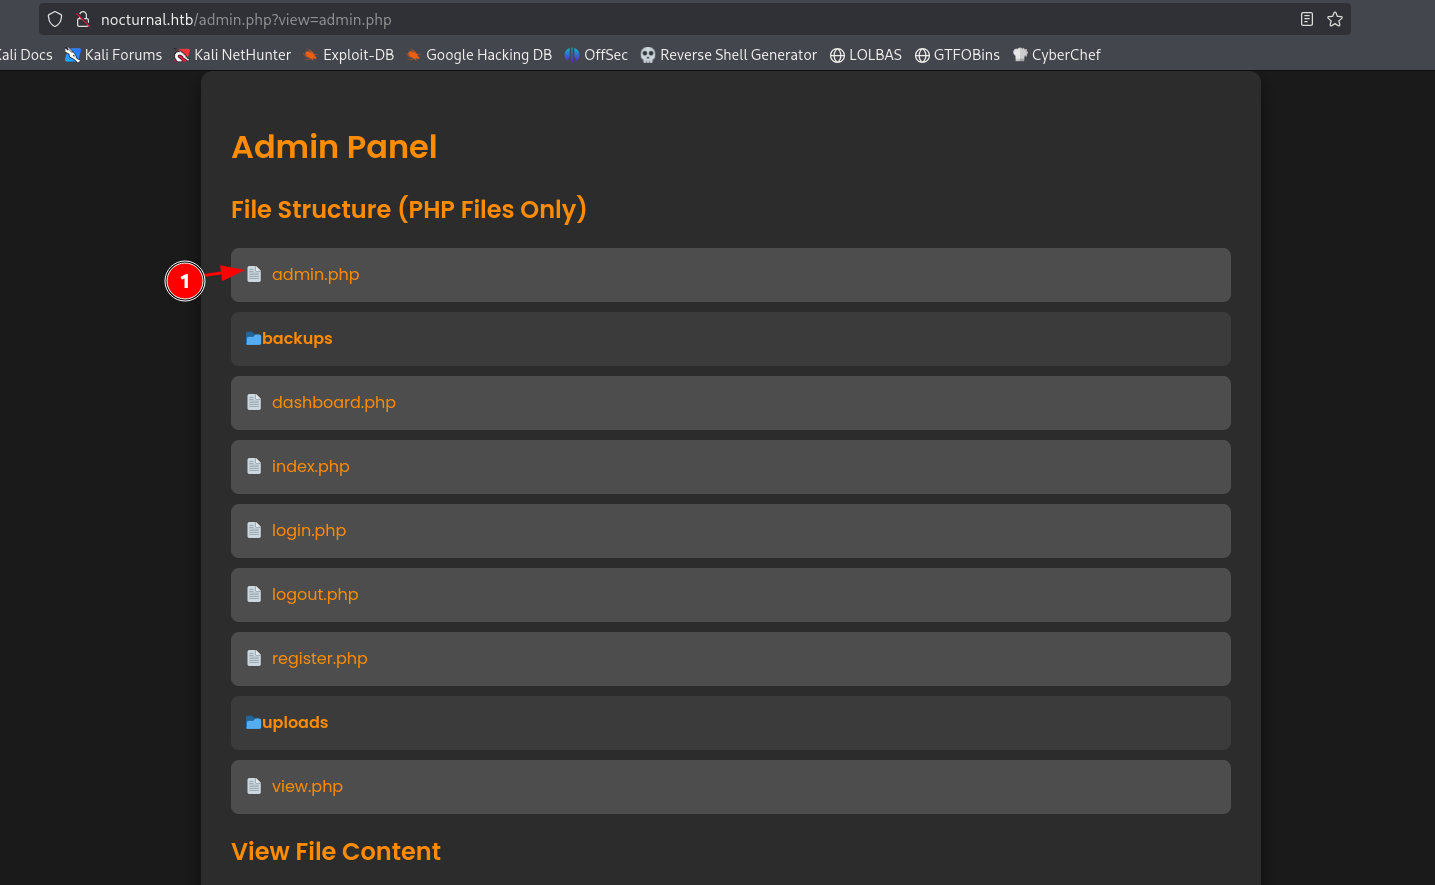 nocturnal.htb/admin.php?view=admin.php
Kali Docs Kali Forums Kali NetHunter Exploit-DB Google Hacking DB OffSec Reverse Shell Generator LOLBAS GTFOBins CyberChef
Admin Panel
File Structure (PHP Files Only)
1
admin.php
backups
dashboard.php
index.php
login.php
logout.php
register.php
uploads
view.php
View File Content